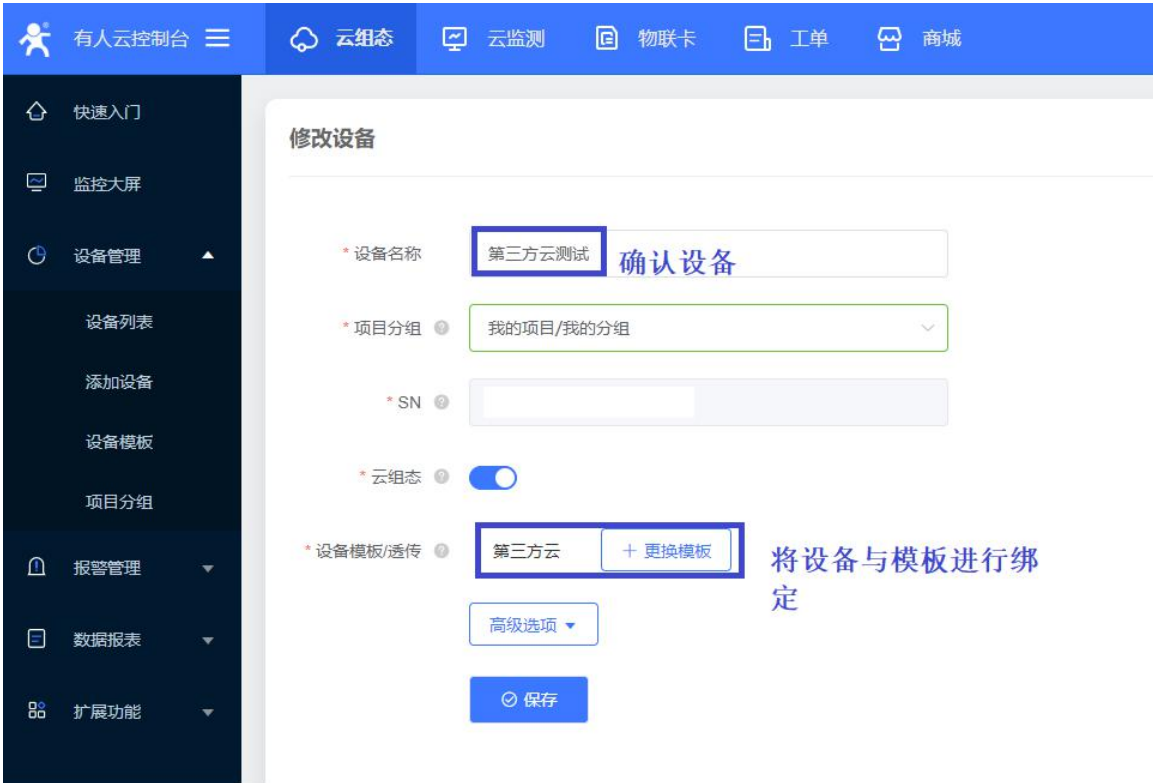 有人云控制台
云组态
云监测
物联卡
工单
商城
快速入门
监控大屏
设备管理
设备列表
添加设备
设备模板
项目分组
报警管理
数据报表
扩展功能
修改设备
* 设备名称
第三方云测试
确认设备
* 项目分组
我的项目/我的分组
* SN
* 云组态
* 设备模板/透传
第三方云
+ 更换模板
将设备与模板进行绑
定
高级选项
保存